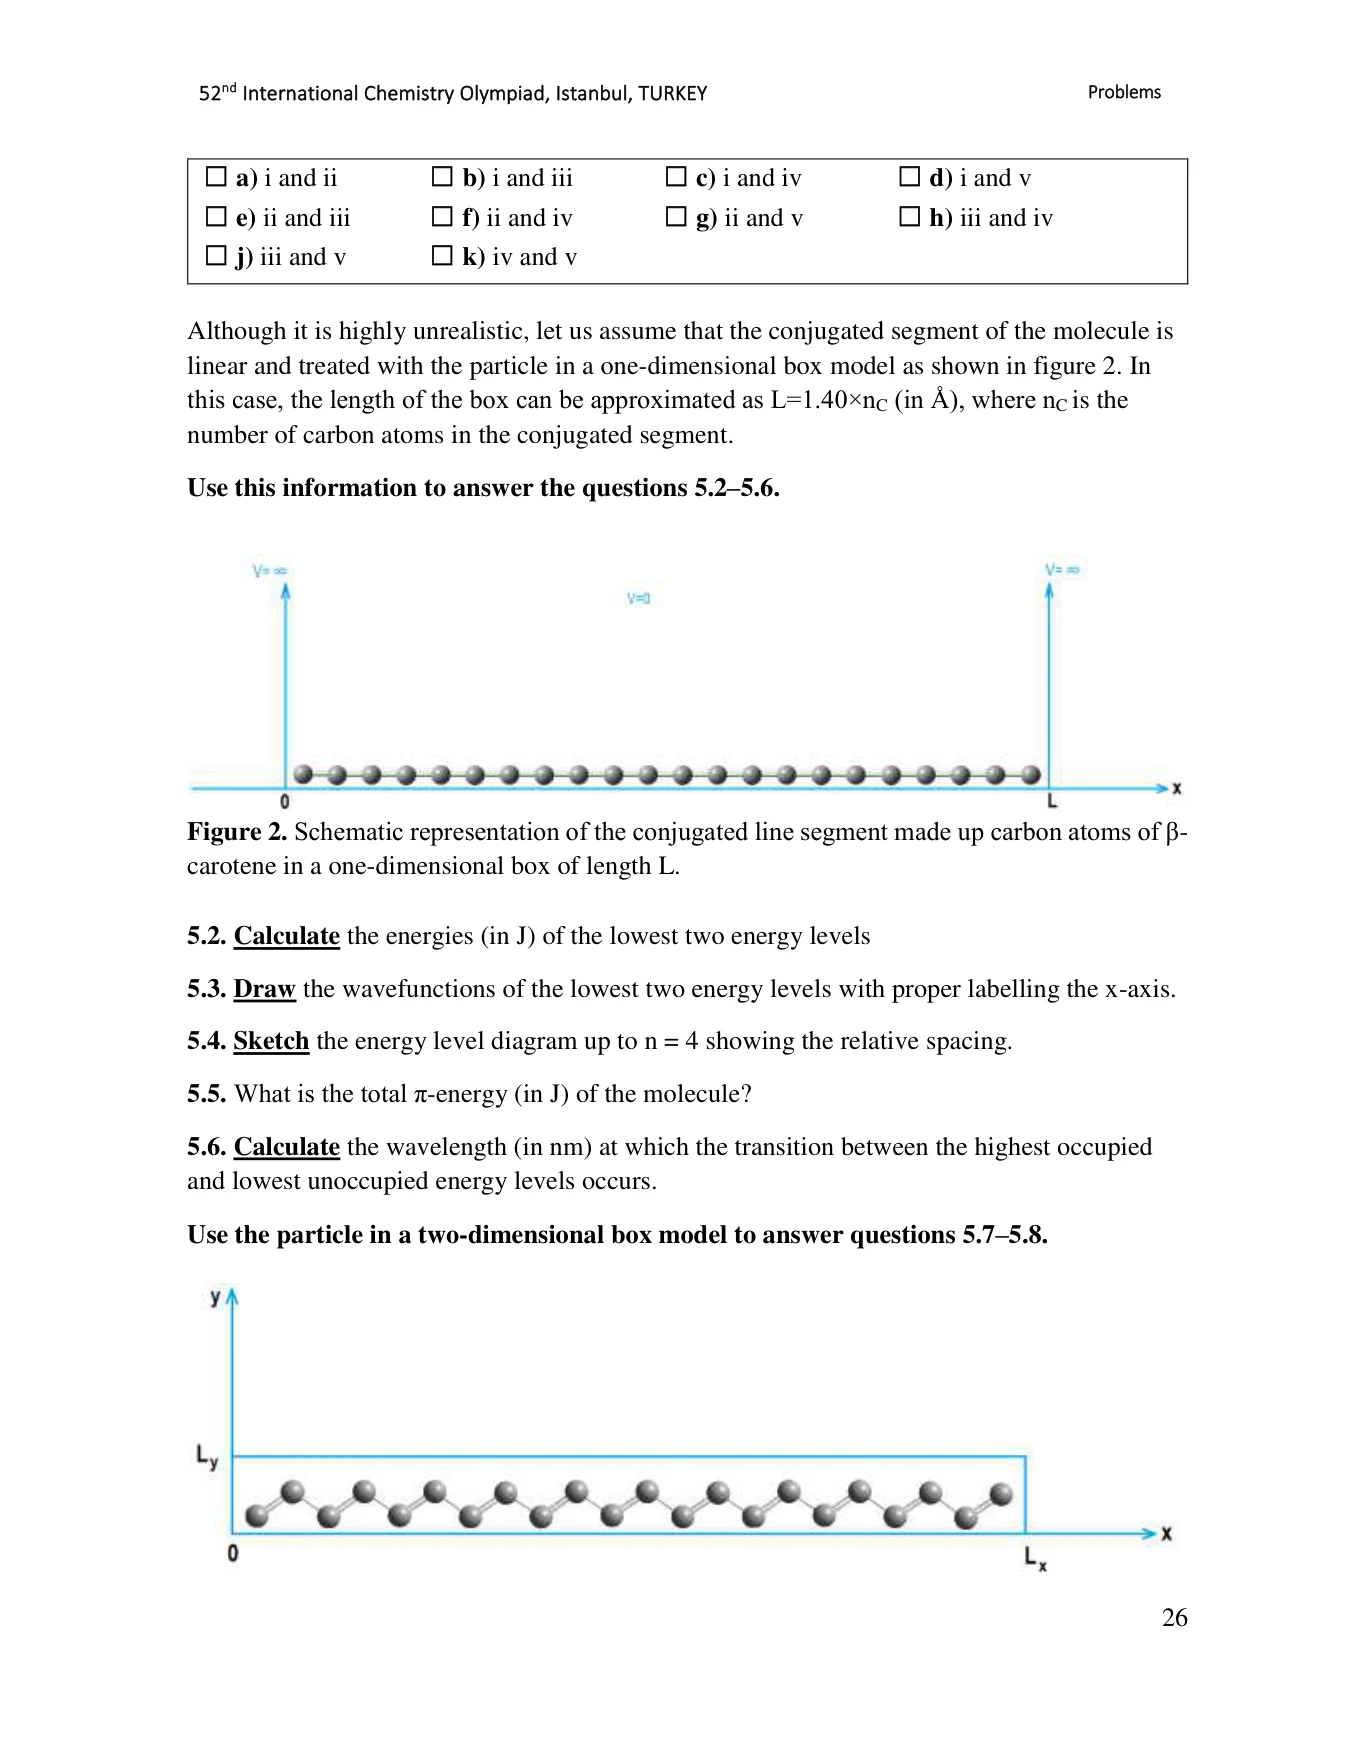 52nd International Chemistry Olympiad, Istanbul, TURKEY Problems
☐ a) i and ii ☐ b) i and iii ☐ c) i and iv ☐ d) i and v
☐ e) ii and iii ☐ f) ii and iv ☐ g) ii and v ☐ h) iii and iv
☐ j) iii and v ☐ k) iv and v
Although it is highly unrealistic, let us assume that the conjugated segment of the molecule is
linear and treated with the particle in a one-dimensional box model as shown in figure 2. In
this case, the length of the box can be approximated as L=1.40×nC (in Å), where nC is the
number of carbon atoms in the conjugated segment.
Use this information to answer the questions 5.2–5.6.
V= ∞ V= ∞
V=0
x
0 L
Figure 2. Schematic representation of the conjugated line segment made up carbon atoms of β-
carotene in a one-dimensional box of length L.
5.2. Calculate the energies (in J) of the lowest two energy levels
5.3. Draw the wavefunctions of the lowest two energy levels with proper labelling the x-axis.
5.4. Sketch the energy level diagram up to n = 4 showing the relative spacing.
5.5. What is the total π-energy (in J) of the molecule?
5.6. Calculate the wavelength (in nm) at which the transition between the highest occupied
and lowest unoccupied energy levels occurs.
Use the particle in a two-dimensional box model to answer questions 5.7–5.8.
y
Ly
x
0 Lx
26